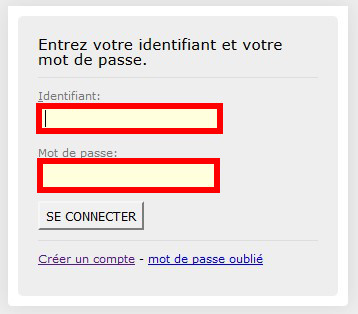 Entrez votre identifiant et votre
mot de passe.
Identifiant:
Mot de passe:
SE CONNECTER
Créer un compte - mot de passe oublié